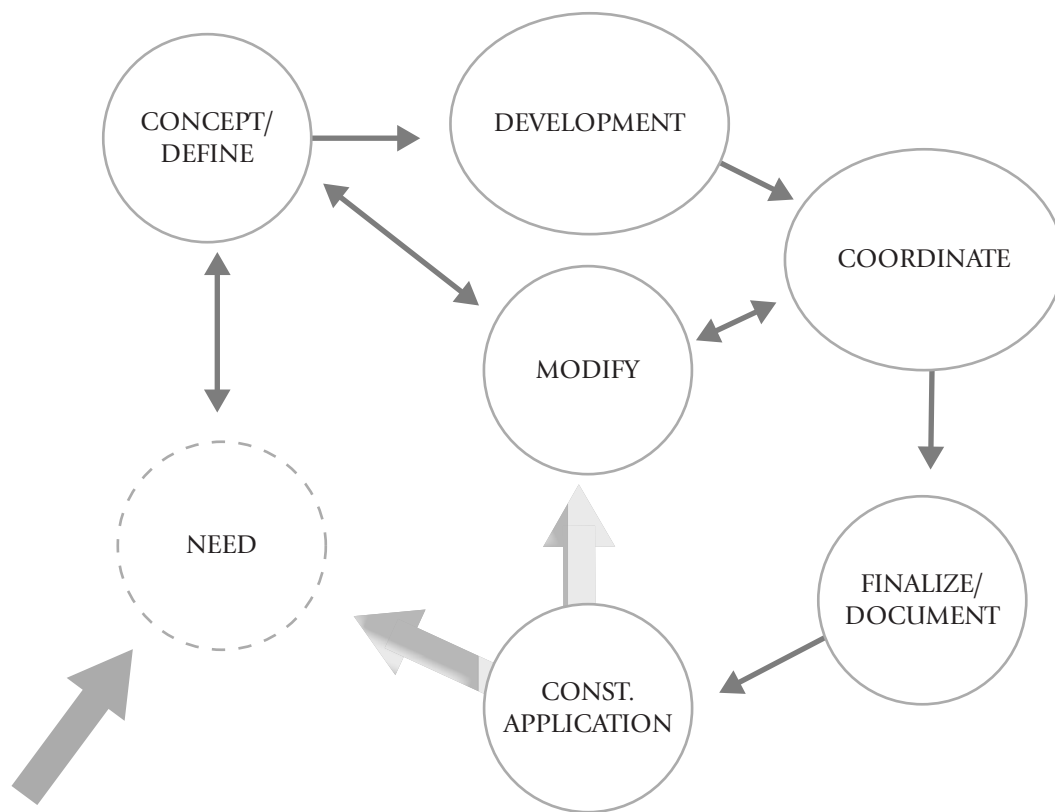 CONCEPT/
DEFINE
DEVELOPMENT
COORDINATE
MODIFY
NEED
FINALIZE/
DOCUMENT
CONST.
APPLICATION